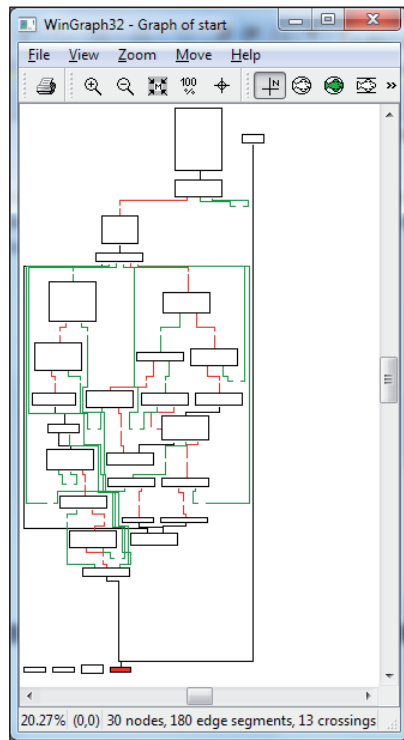 WinGraph32 - Graph of start
File View Zoom Move Help
100 % N »
20.27% (0,0) 30 nodes, 180 edge segments, 13 crossings